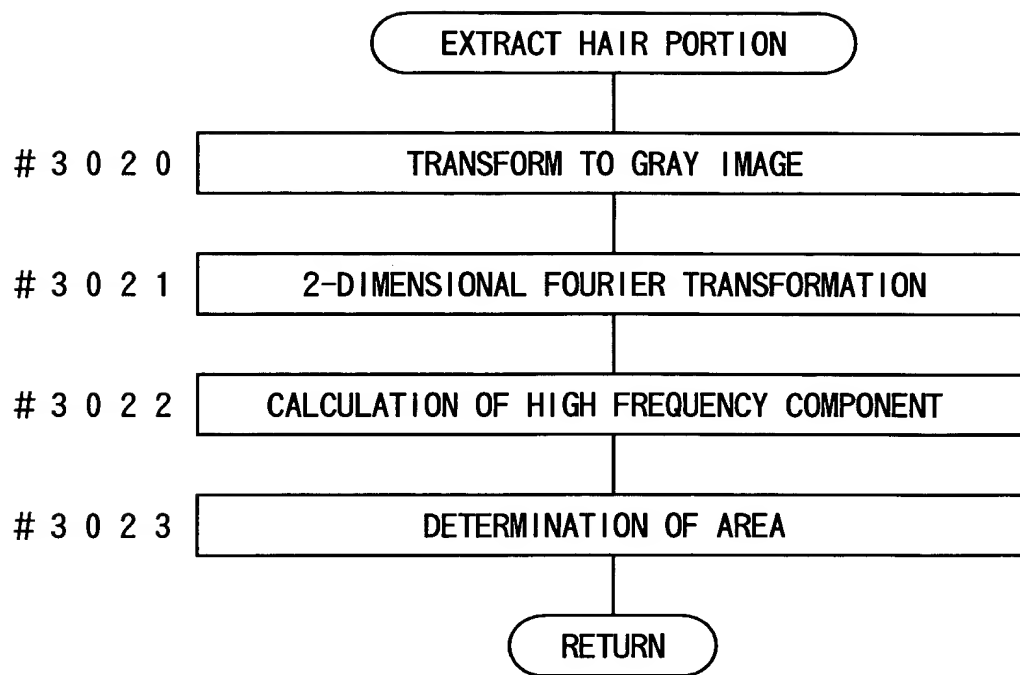 EXTRACT HAIR PORTION
#3020 TRANSFORM TO GRAY IMAGE
#3021 2-DIMENSIONAL FOURIER TRANSFORMATION
#3022 CALCULATION OF HIGH FREQUENCY COMPONENT
#3023 DETERMINATION OF AREA
RETURN